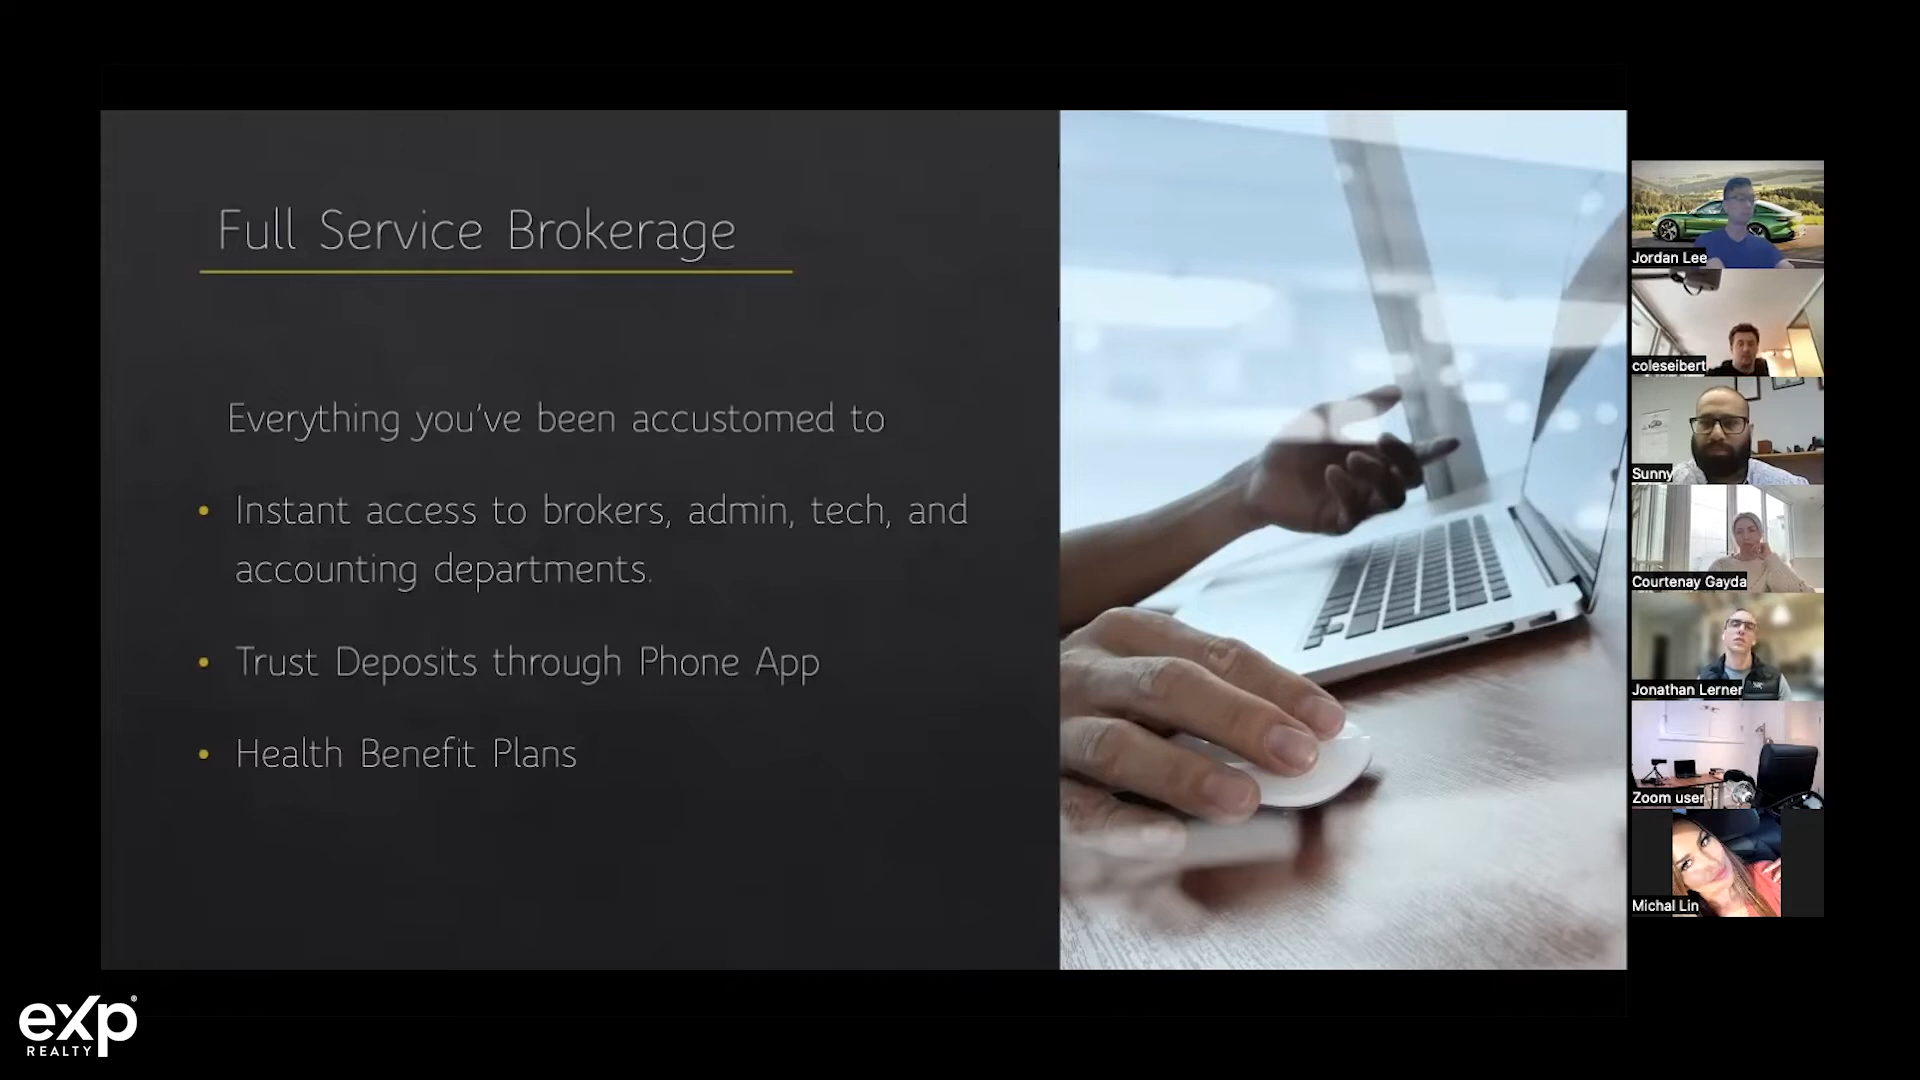 Full Service Brokerage
Everything you've been accustomed to
• Instant access to brokers, admin, tech, and
accounting departments.
• Trust Deposits through Phone App
• Health Benefit Plans
Jordan Lee
coleseibert
Sunny
Courtenay Gayda
Jonathan Lerner
Zoom user
Michal Lin
eXp®
REALTY